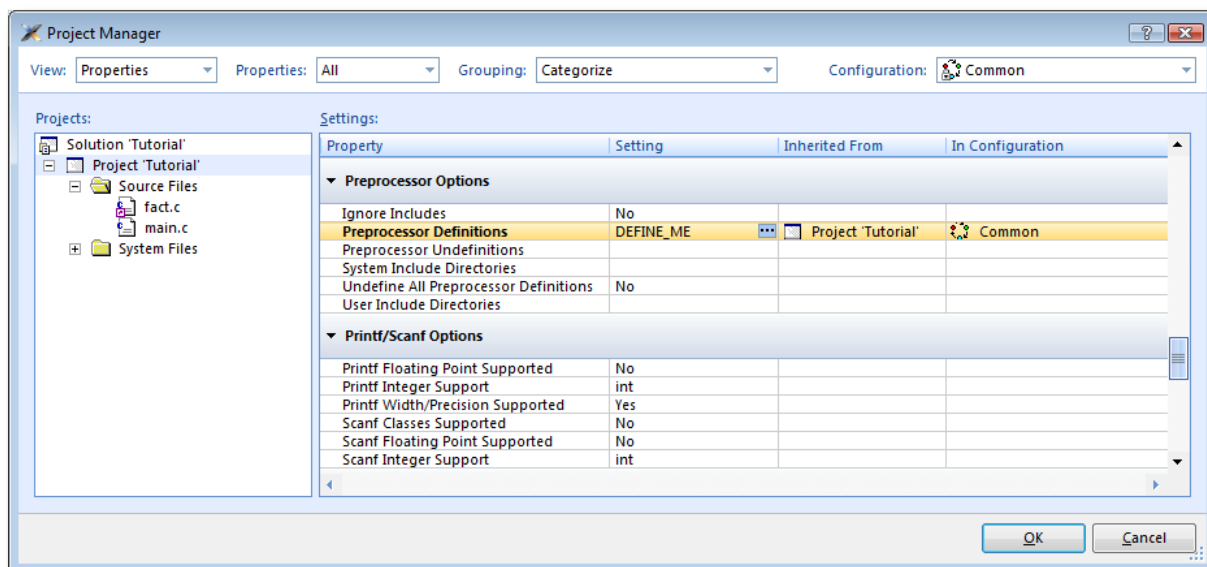 Project Manager
View: Properties Properties: All Grouping: Categorize Configuration: Common
Projects: Settings:
Solution 'Tutorial'
Project 'Tutorial'
Source Files
fact.c
main.c
System Files
Property Setting Inherited From In Configuration
Preprocessor Options
Ignore Includes No
Preprocessor Definitions DEFINE_ME ... Project 'Tutorial' Common
Preprocessor Undefinitions
System Include Directories
Undefine All Preprocessor Definitions No
User Include Directories
Printf/Scanf Options
Printf Floating Point Supported No
Printf Integer Support int
Printf Width/Precision Supported Yes
Scanf Classes Supported No
Scanf Floating Point Supported No
Scanf Integer Support int
OK Cancel